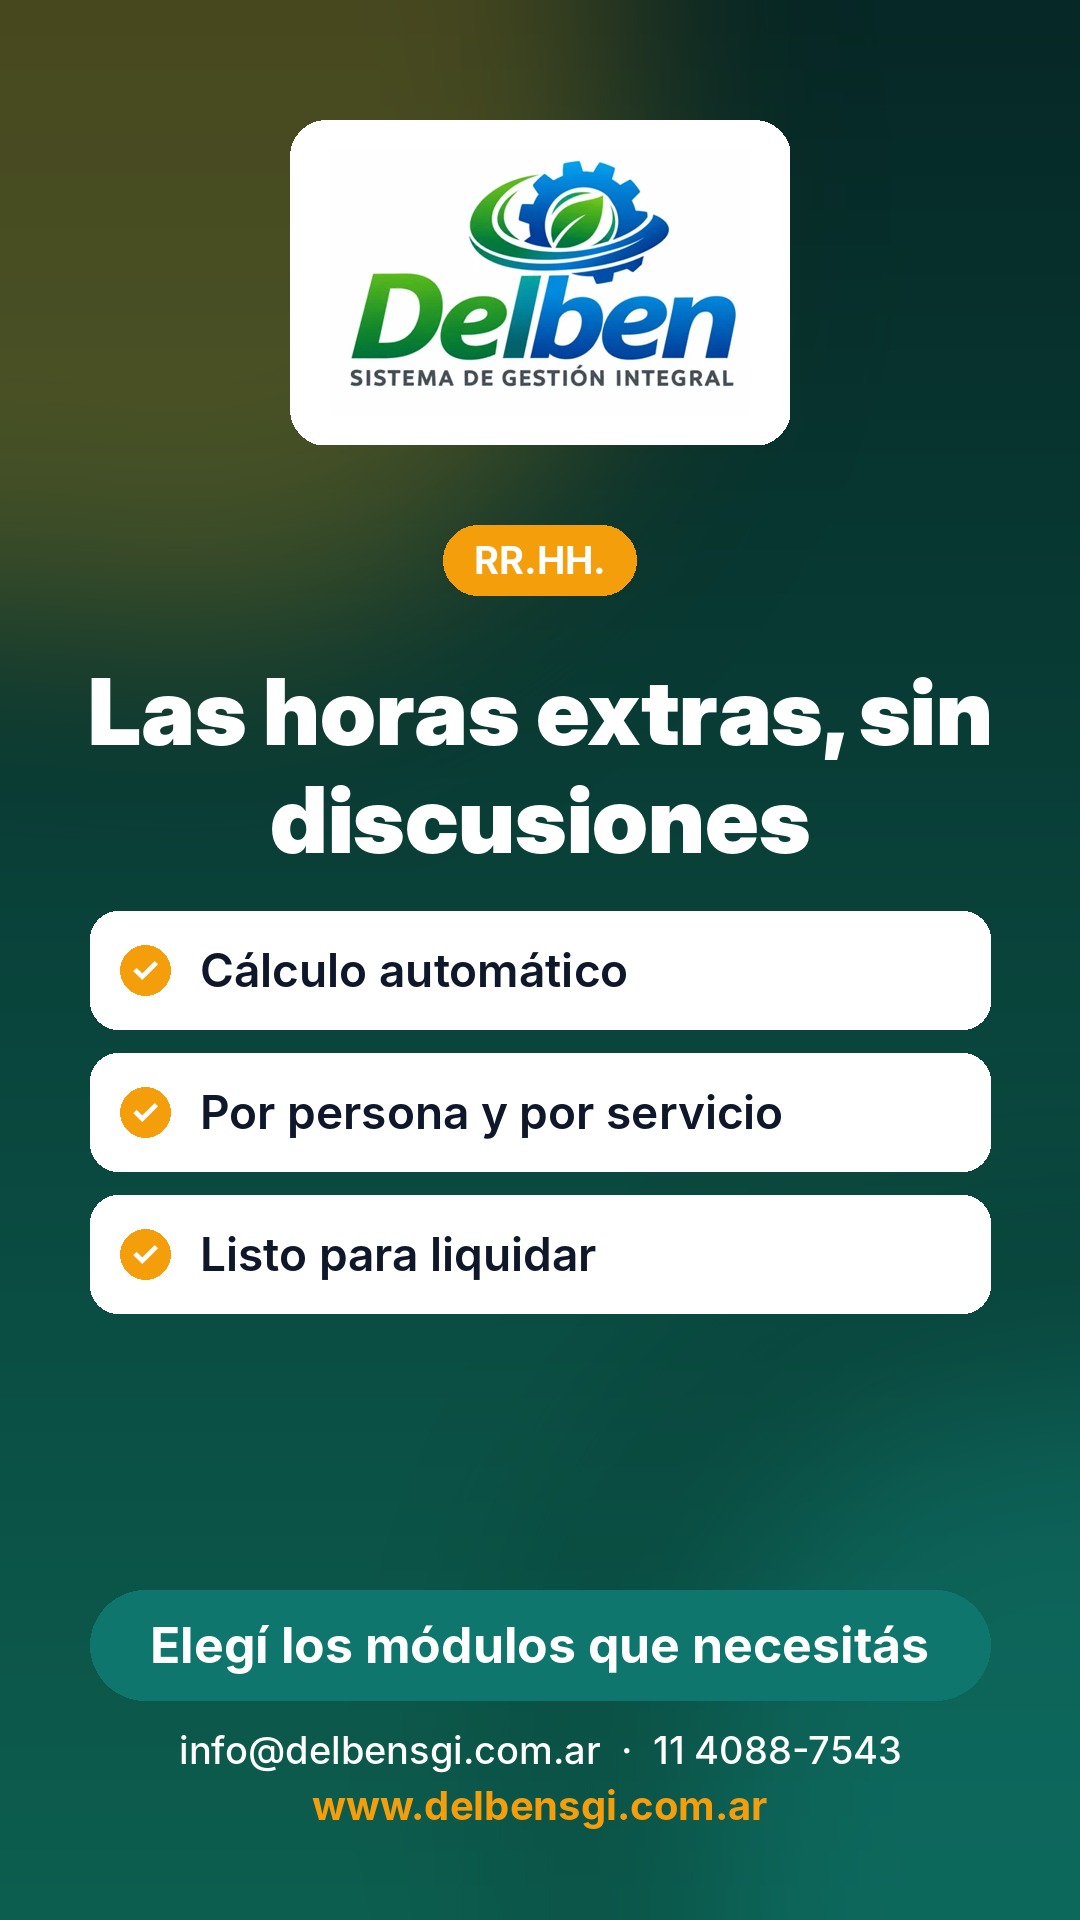 Delben
SISTEMA DE GESTIÓN INTEGRAL
RR.HH.
Las horas extras, sin
discusiones
Cálculo automático
Por persona y por servicio
Listo para liquidar
Elegí los módulos que necesitás
info@delbensgi.com.ar · 11 4088-7543
www.delbensgi.com.ar